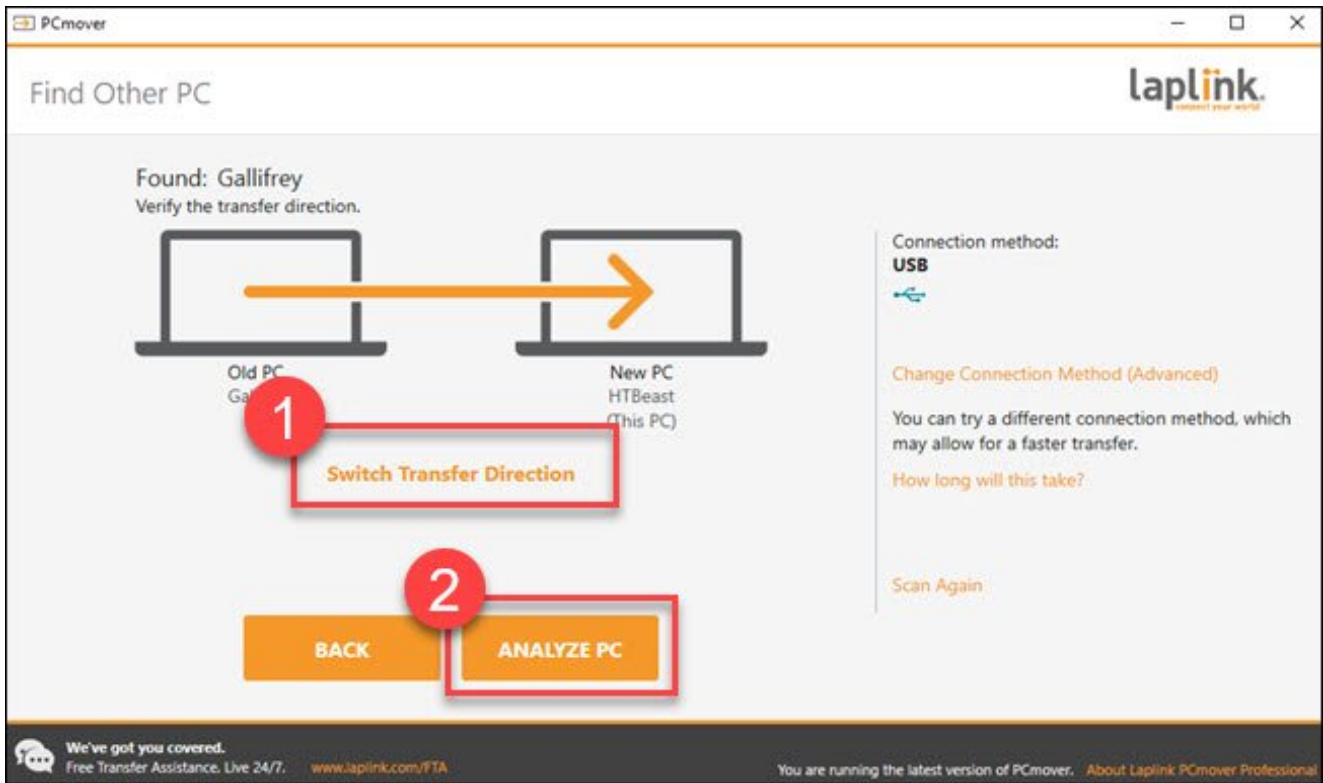 PCmover
Find Other PC
laplink.
connect your world
Found: Gallifrey
Verify the transfer direction.
Old PC
Ga
New PC
HTBeast
(This PC)
1
Switch Transfer Direction
2
BACK
ANALYZE PC
Connection method:
USB
Change Connection Method (Advanced)
You can try a different connection method, which
may allow for a faster transfer.
How long will this take?
Scan Again
We've got you covered.
Free Transfer Assistance. Live 24/7. www.laplink.com/FTA
You are running the latest version of PCmover. About Laplink PCmover Professional